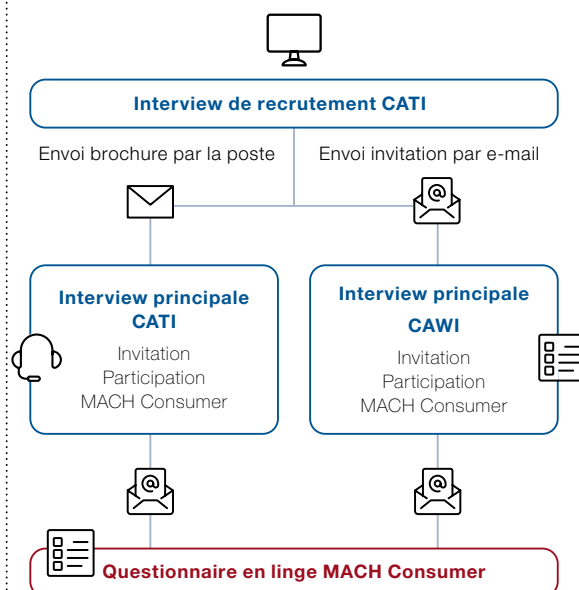 Interview de recrutement CATI
Envoi brochure par la poste
Envoi invitation par e-mail
@
Interview principale
CATI
Invitation
Participation
MACH Consumer
Interview principale
CAWI
Invitation
Participation
MACH Consumer
@
@
Questionnaire en linge MACH Consumer